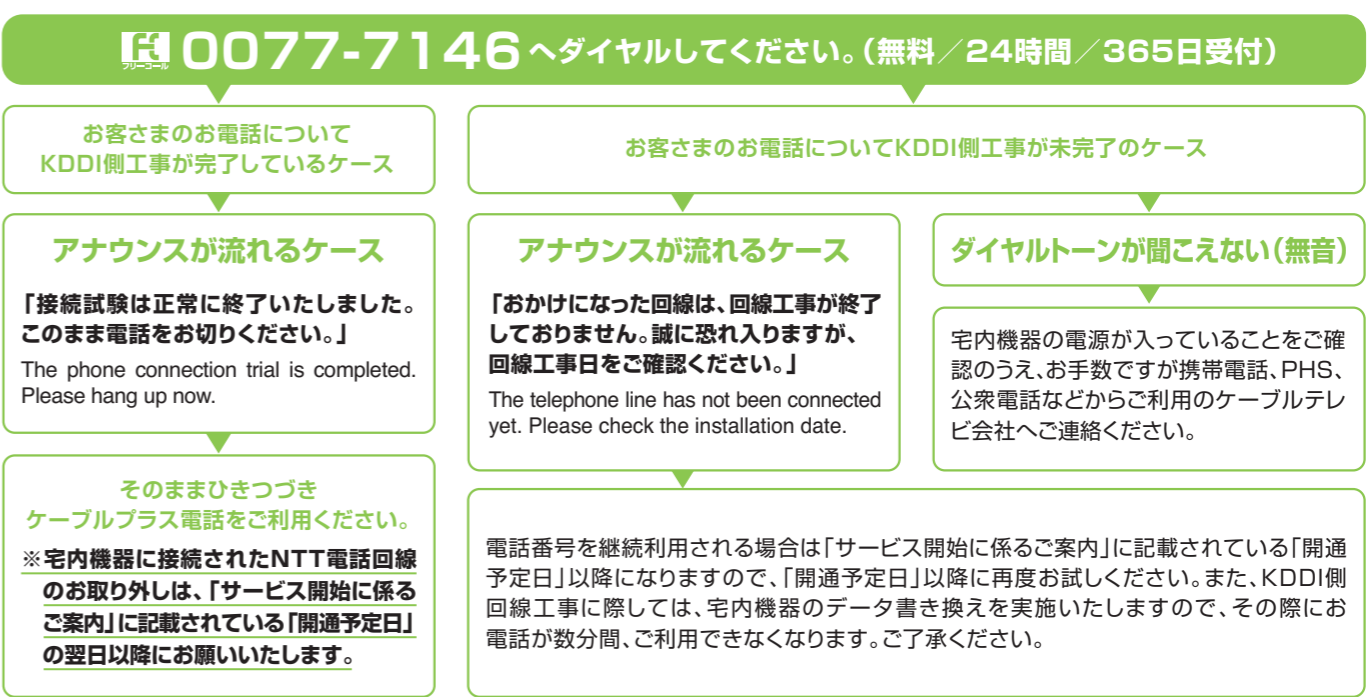 フリーコール 0077-7146へダイヤルしてください。(無料／24時間／365日受付)
お客さまのお電話について
KDDI側工事が完了しているケース
アナウンスが流れるケース
「接続試験は正常に終了いたしました。
このまま電話をお切りください。」
The phone connection trial is completed.
Please hang up now.
そのままひきつづき
ケーブルプラス電話をご利用ください。
※宅内機器に接続されたNTT電話回線
のお取り外しは、「サービス開始に係る
ご案内」に記載されている「開通予定日」
の翌日以降にお願いいたします。
お客さまのお電話についてKDDI側工事が未完了のケース
アナウンスが流れるケース
「おかけになった回線は、回線工事が終了
しておりません。誠に恐れ入りますが、
回線工事日をご確認ください。」
The telephone line has not been connected
yet. Please check the installation date.
ダイヤルトーンが聞こえない(無音)
宅内機器の電源が入っていることをご確
認のうえ、お手数ですが携帯電話、PHS、
公衆電話などからご利用のケーブルテレ
ビ会社へご連絡ください。
電話番号を継続利用される場合は「サービス開始に係るご案内」に記載されている「開通
予定日」以降になりますので、「開通予定日」以降に再度お試しください。また、KDDI側
回線工事に際しては、宅内機器のデータ書き換えを実施いたしますので、その際にお
電話が数分間、ご利用できなくなります。ご了承ください。